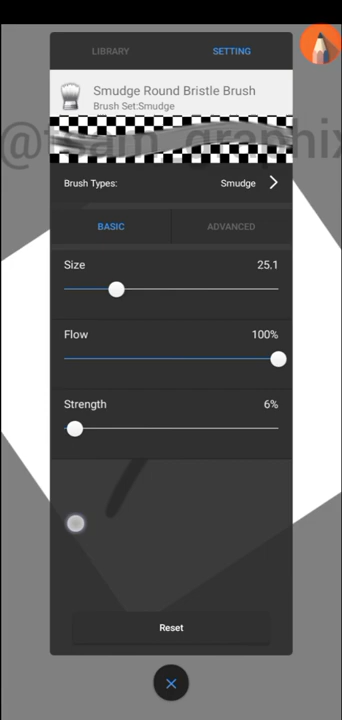 LIBRARY SETTING
Smudge Round Bristle Brush
Brush Set:Smudge
Brush Types: Smudge
BASIC ADVANCED
Size 25.1
Flow 100%
Strength 6%
Reset